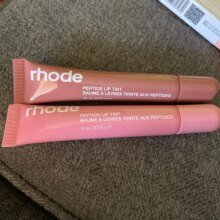 rhode
PEPTIDE LIP TINT
BAUME À LÈVRES TEINTÉ AUX PEPTIDES
rhode
PEPTIDE LIP TINT
BAUME À LÈVRES TEINTÉ AUX PEPTIDES